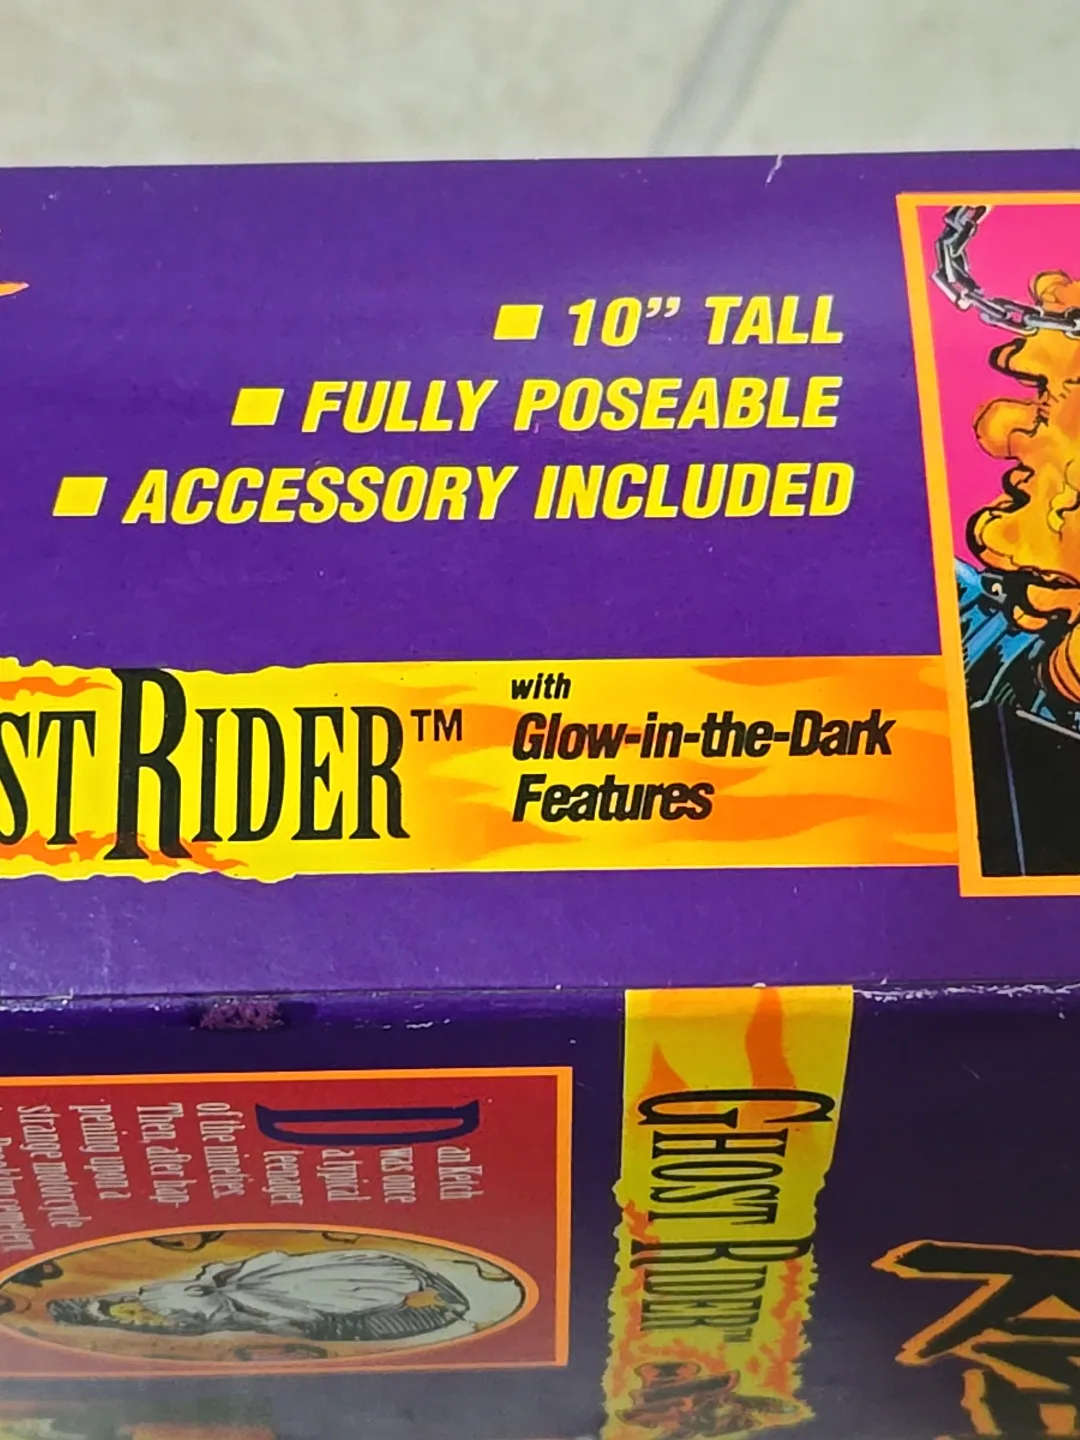 10” TALL
FULLY POSEABLE
ACCESSORY INCLUDED
ST RIDER™
with
Glow-in-the-Dark
Features
GHOST RIDER™
Dan Ketch
was once
a typical
teenager
of the nineties.
Then, after hap-
pening upon a
strange motorcycle